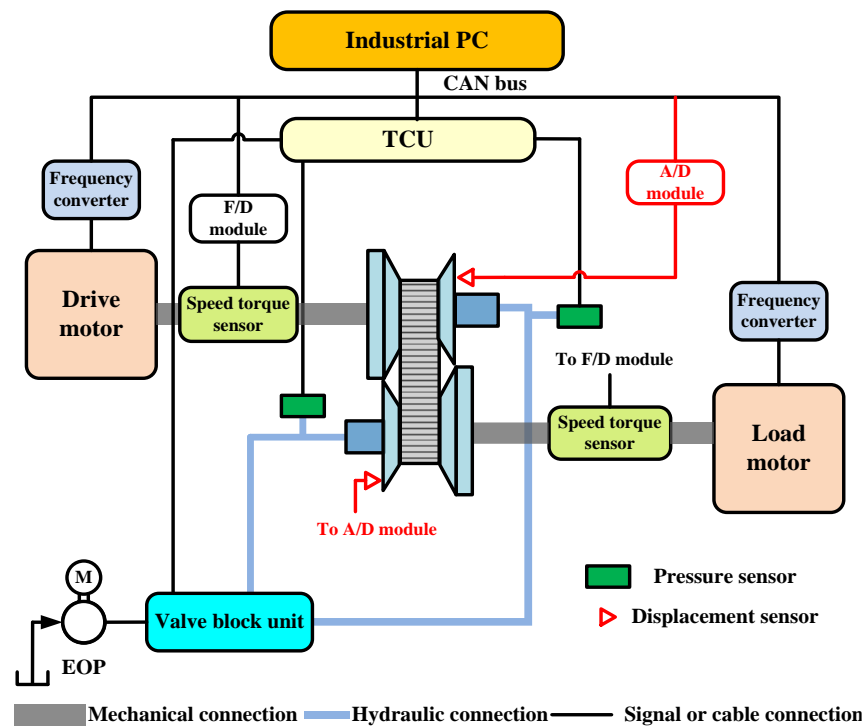 Industrial PC
CAN bus
TCU
Frequency
converter
F/D
module
A/D
module
Drive
motor
Speed torque
sensor
Frequency
converter
To F/D module
Speed torque
sensor
Load
motor
To A/D module
M
EOP
Valve block unit
Pressure sensor
Displacement sensor
Mechanical connection
Hydraulic connection
Signal or cable connection